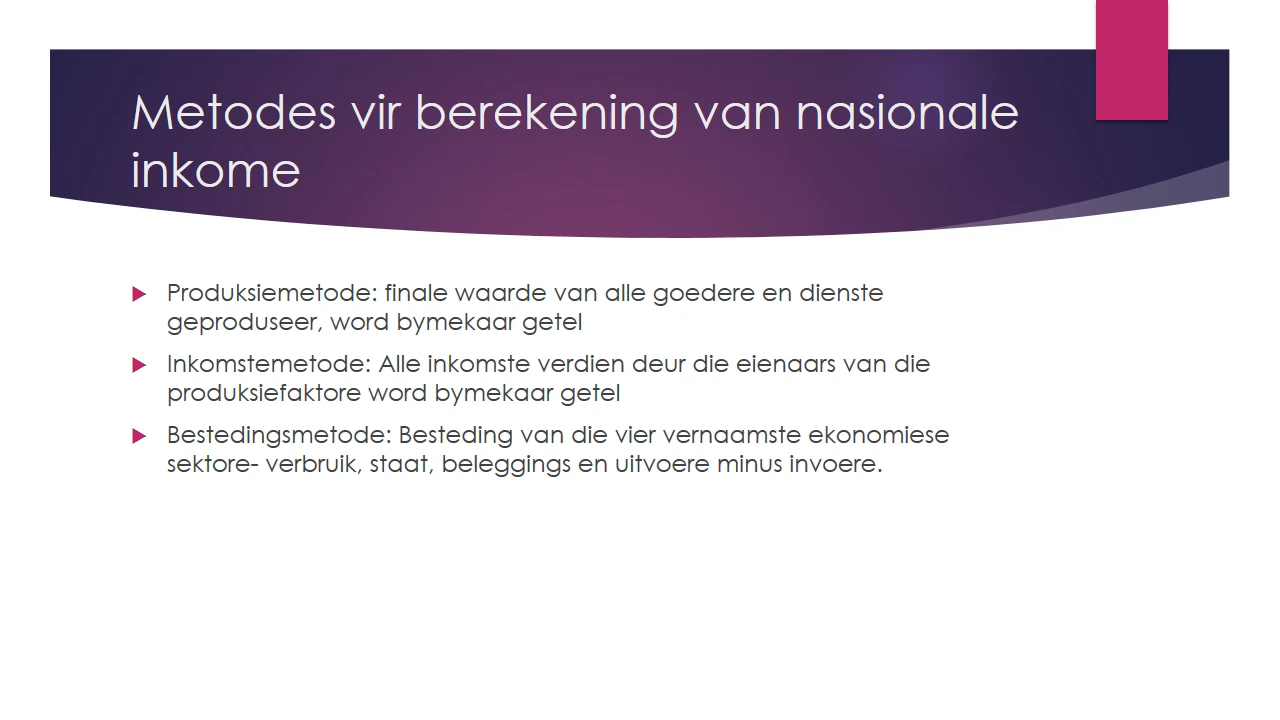 Metodes vir berekening van nasionale
inkome
Produksiemetode: finale waarde van alle goedere en dienste
geproduseer, word bymekaar getel
Inkomstemetode: Alle inkomste verdien deur die eienaars van die
produksiefaktore word bymekaar getel
Bestedingsmetode: Besteding van die vier vernaamste ekonomiese
sektore- verbruik, staat, beleggings en uitvoere minus invoere.